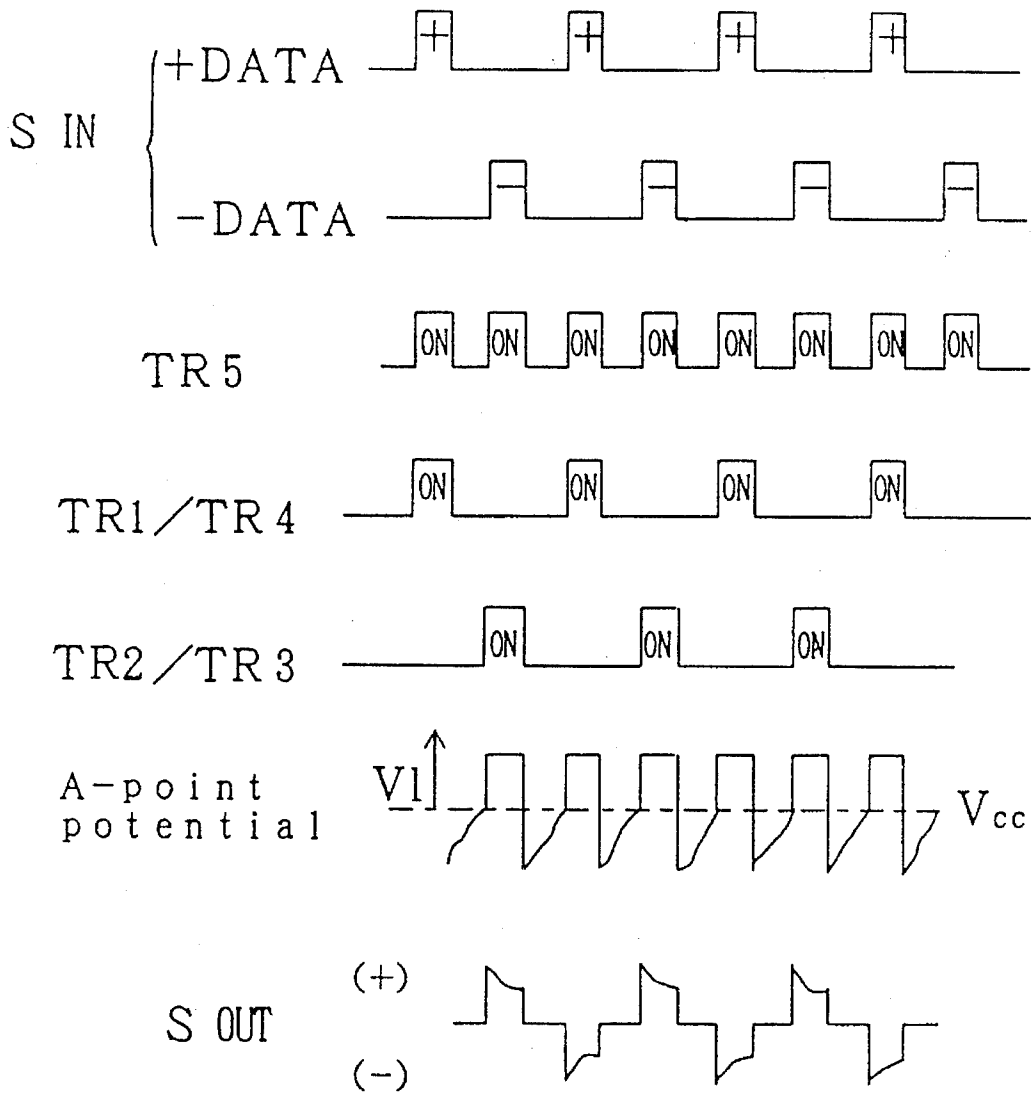 +DATA + + + +
S IN
-DATA - - - -
TR5 ON ON ON ON ON ON ON ON
TR1/TR4 ON ON ON ON
TR2/TR3 ON ON ON
A-point
potential
V1
Vcc
(+)
S OUT
(-)